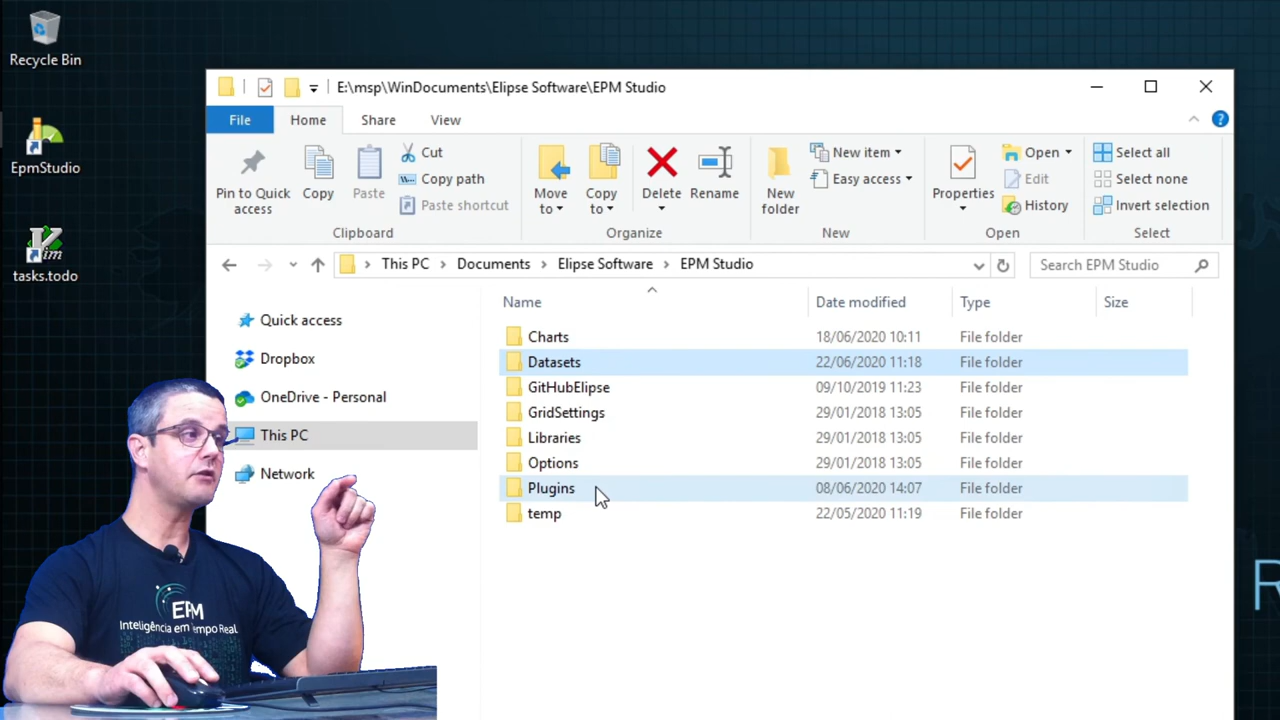 Recycle Bin
EpmStudio
tasks.todo
E:\msp\WinDocuments\Elipse Software\EPM Studio
File Home Share View
Pin to Quick access
Copy
Paste
Cut
Copy path
Paste shortcut
Clipboard
Move to
Copy to
Delete
Rename
Organize
New folder
New item
Easy access
New
Properties
Open
Edit
History
Open
Select all
Select none
Invert selection
Select
This PC > Documents > Elipse Software > EPM Studio
Search EPM Studio
Quick access
Dropbox
OneDrive - Personal
This PC
Network
Name Date modified Type Size
Charts 18/06/2020 10:11 File folder
Datasets 22/06/2020 11:18 File folder
GitHubElipse 09/10/2019 11:23 File folder
GridSettings 29/01/2018 13:05 File folder
Libraries 29/01/2018 13:05 File folder
Options 29/01/2018 13:05 File folder
Plugins 08/06/2020 14:07 File folder
temp 22/05/2020 11:19 File folder
EPM
Inteligência em Tempo Real
R